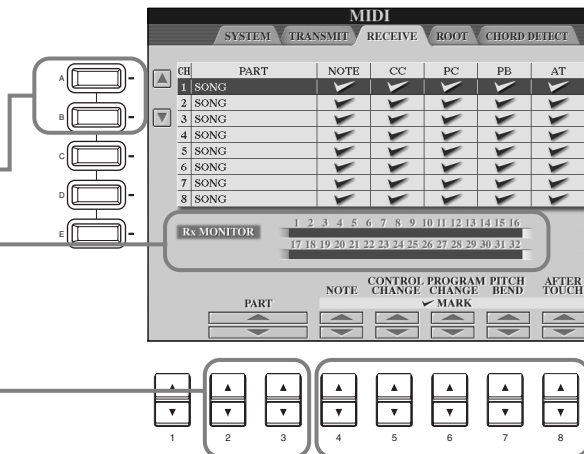 MIDI
SYSTEM TRANSMIT RECEIVE ROOT CHORD DETECT
CH PART NOTE CC PC PB AT
1 SONG
2 SONG
3 SONG
4 SONG
5 SONG
6 SONG
7 SONG
8 SONG
A
B
C
D
E
Rx MONITOR
1 2 3 4 5 6 7 8 9 10 11 12 13 14 15 16
17 18 19 20 21 22 23 24 25 26 27 28 29 30 31 32
PART NOTE CONTROL CHANGE PROGRAM CHANGE PITCH BEND AFTER TOUCH
MARK
1 2 3 4 5 6 7 8